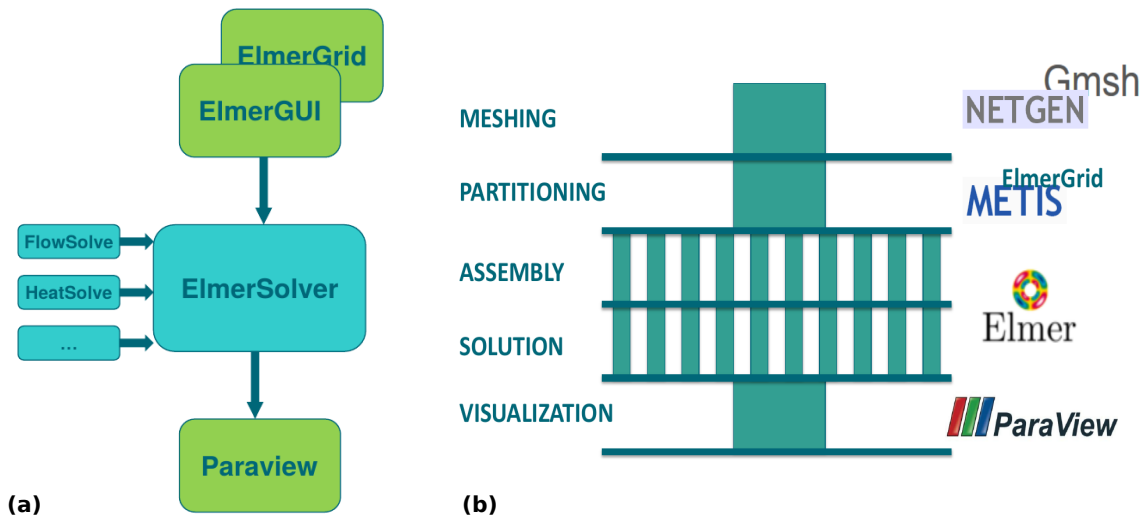 ElmerGrid
ElmerGUI
FlowSolve
HeatSolve
...
ElmerSolver
Paraview
(a)
MESHING
PARTITIONING
ASSEMBLY
SOLUTION
VISUALIZATION
Gmsh
NETGEN
ElmerGrid
METIS
Elmer
ParaView
(b)